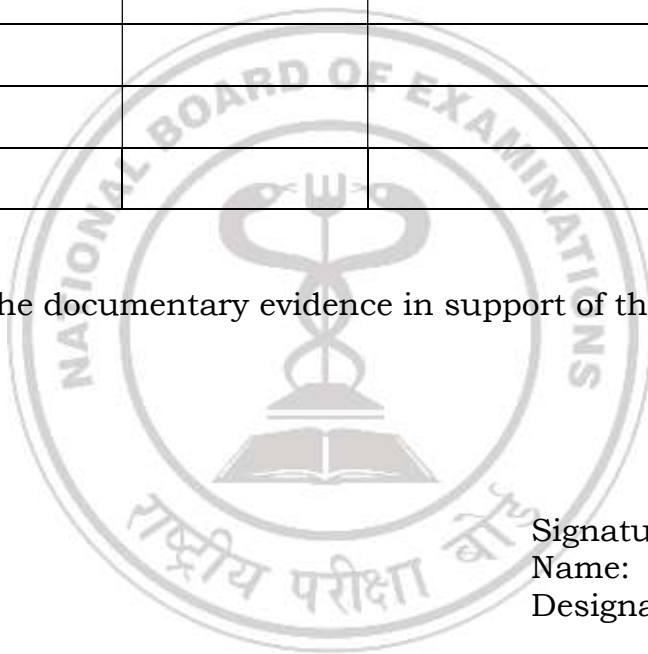 NATIONAL BOARD OF EXAMINATIONS
he documentary evidence in support of th
राष्ट्रीय परीक्षा बोर्ड
Signatu
Name:
Designa